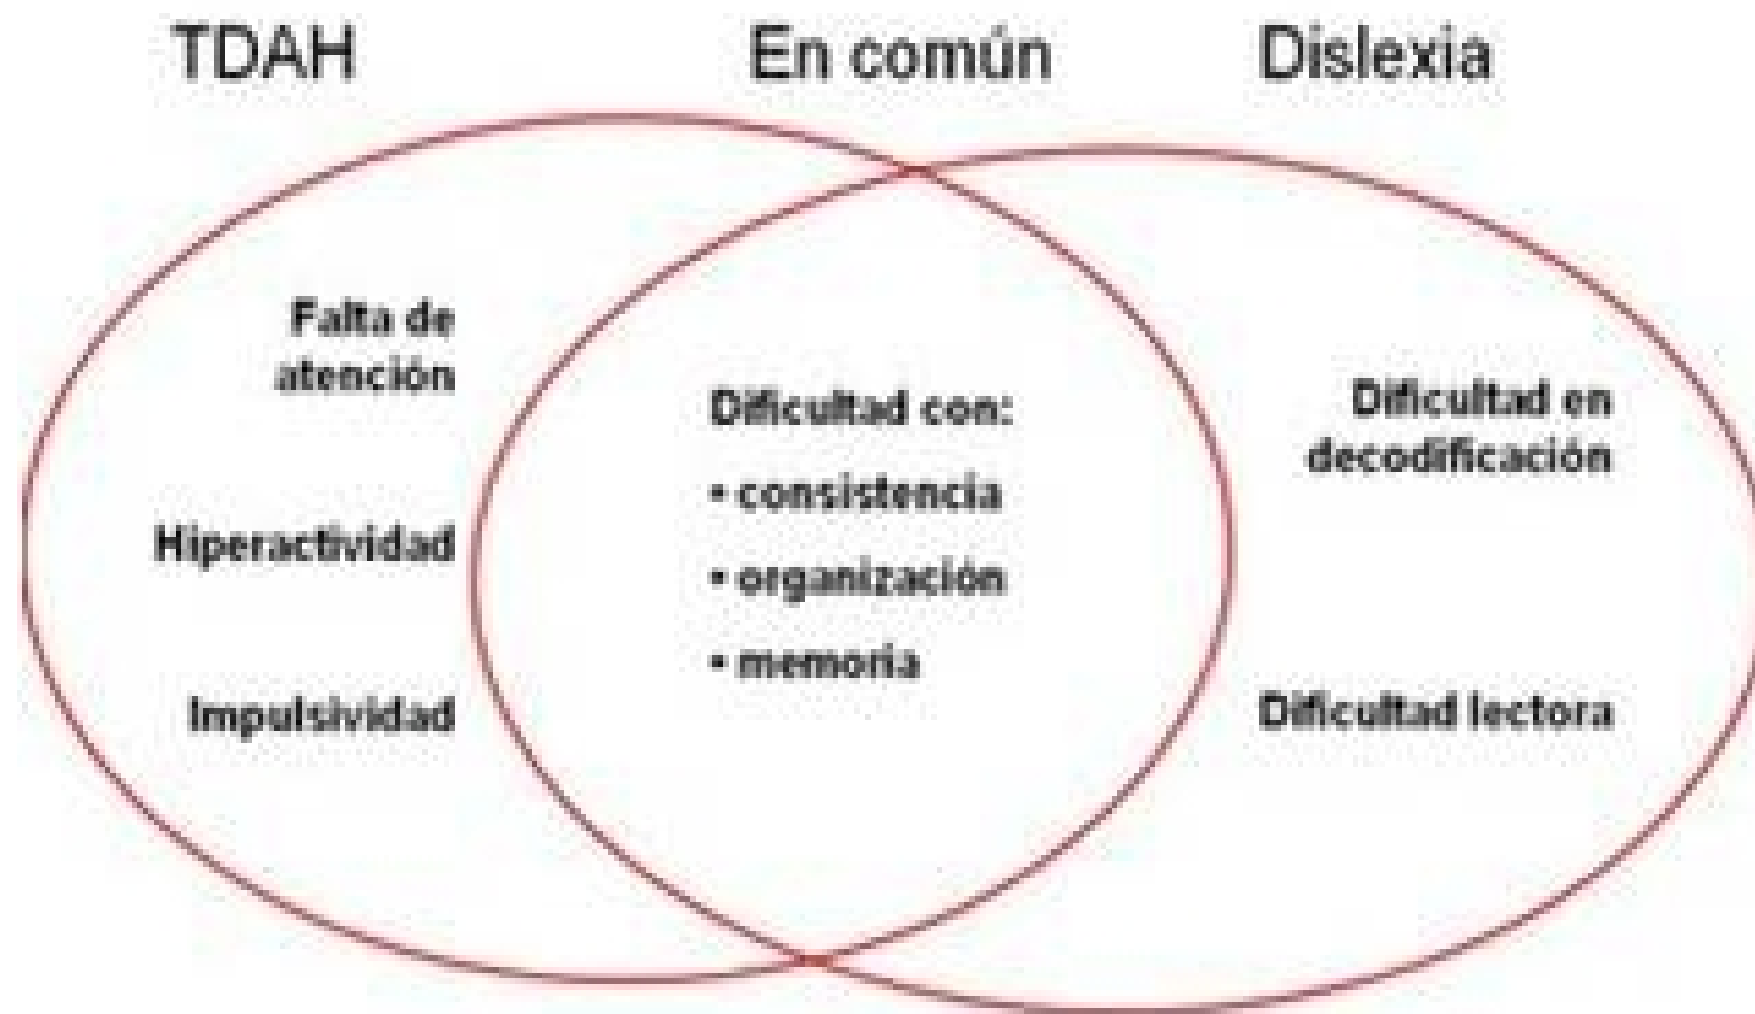 TDAH
En común
Dislexia
Falta de
atención
Hiperactividad
Impulsividad
Dificultad con:
• consistencia
• organización
• memoria
Dificultad en
decodificación
Dificultad lectora